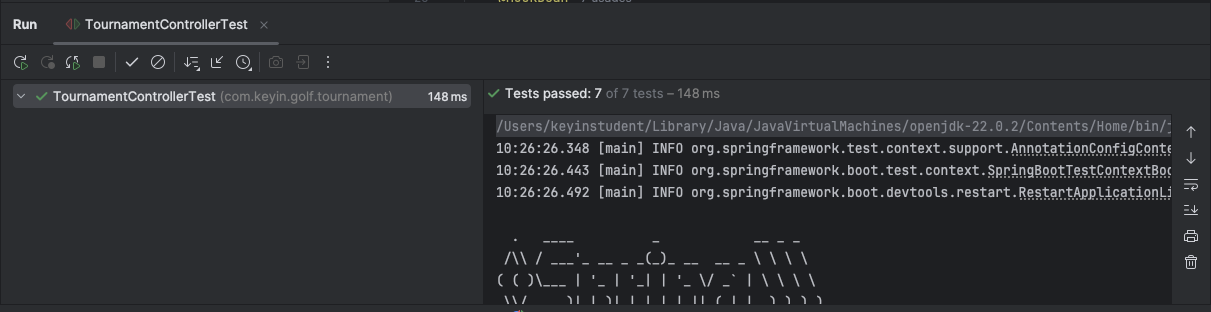 Run TournamentControllerTest
TournamentControllerTest (com.keyin.golf.tournament) 148 ms
Tests passed: 7 of 7 tests – 148 ms
/Users/keyinstudent/Library/Java/JavaVirtualMachines/openjdk-22.0.2/Contents/Home/bin/j
10:26:26.348 [main] INFO org.springframework.test.context.support.AnnotationConfigConte
10:26:26.443 [main] INFO org.springframework.boot.test.context.SpringBootTestContextBoo
10:26:26.492 [main] INFO org.springframework.boot.devtools.restart.RestartApplicationLi
  .   ____          _            __ _ _
 /\\ / ___'_ __ _ _(_)_ __  __ _ \ \ \ \
( ( )\___ | '_ | '_| | '_ \/ _` | \ \ \ \
 \\/  ___)| |_)| | | | | || (_| |  ) ) ) )